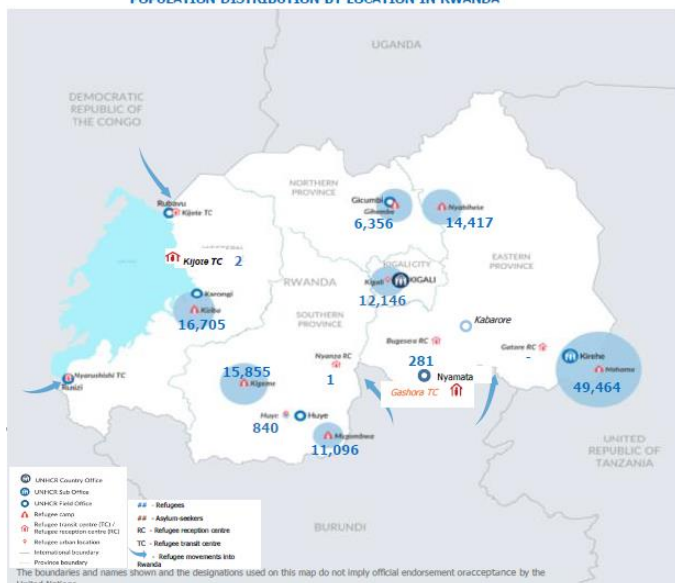 POPULATION DISTRIBUTION BY LOCATION IN RWANDA
UGANDA
DEMOCRATIC
REPUBLIC OF
THE CONGO
NORTHERN
PROVINCE
Rubavu
Kijote TC
Gicumbi
Gihembe
6,356
Nyabiheke
14,417
EASTERN
PROVINCE
Kijote TC 2
KIGALI CITY
Kigali
KIGALI
12,146
RWANDA
Karongi
Kiziba
16,705
SOUTHERN
PROVINCE
Kabarore
Bugesera RC
Gatore RC -
Nyanza RC
1
281
-
Kirehe
Mahama
49,464
Nyarushishi TC
Rusizi
15,855
Kigeme
Nyamata
Gashora TC
Huye
Huye
840
Mugombwa
11,096
UNITED
REPUBLIC OF
TANZANIA
BURUNDI
UNHCR Country Office
UNHCR Sub Office
UNHCR Field Office
Refugee camp
Refugee transit centre (TC) /
Refugee reception centre (RC)
Refugee urban location
International boundary
Province boundary
## - Refugees
## - Asylum-seekers
RC - Refugee reception centre
TC - Refugee transit centre
- Refugee movements into
Rwanda
The boundaries and names shown and the designations used on this map do not imply official endorsement oracceptance by the
United Nations